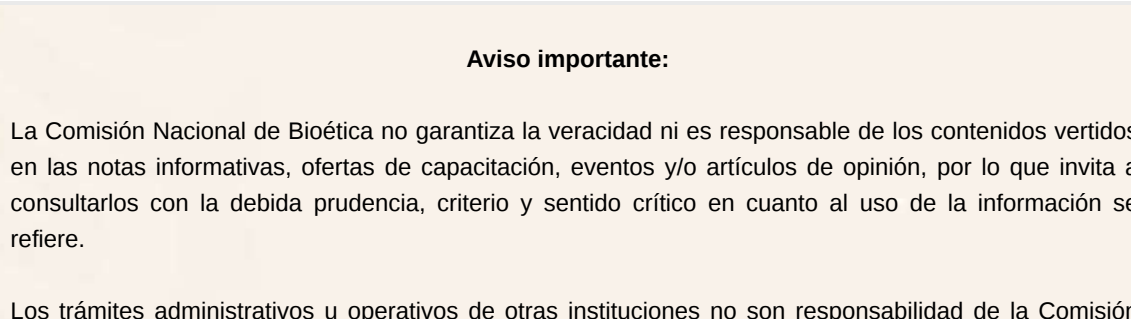 Aviso importante:
La Comisión Nacional de Bioética no garantiza la veracidad ni es responsable de los contenidos vertidos
en las notas informativas, ofertas de capacitación, eventos y/o artículos de opinión, por lo que invita a
consultarlos con la debida prudencia, criterio y sentido crítico en cuanto al uso de la información se
refiere.
Los trámites administrativos u operativos de otras instituciones no son responsabilidad de la Comisión